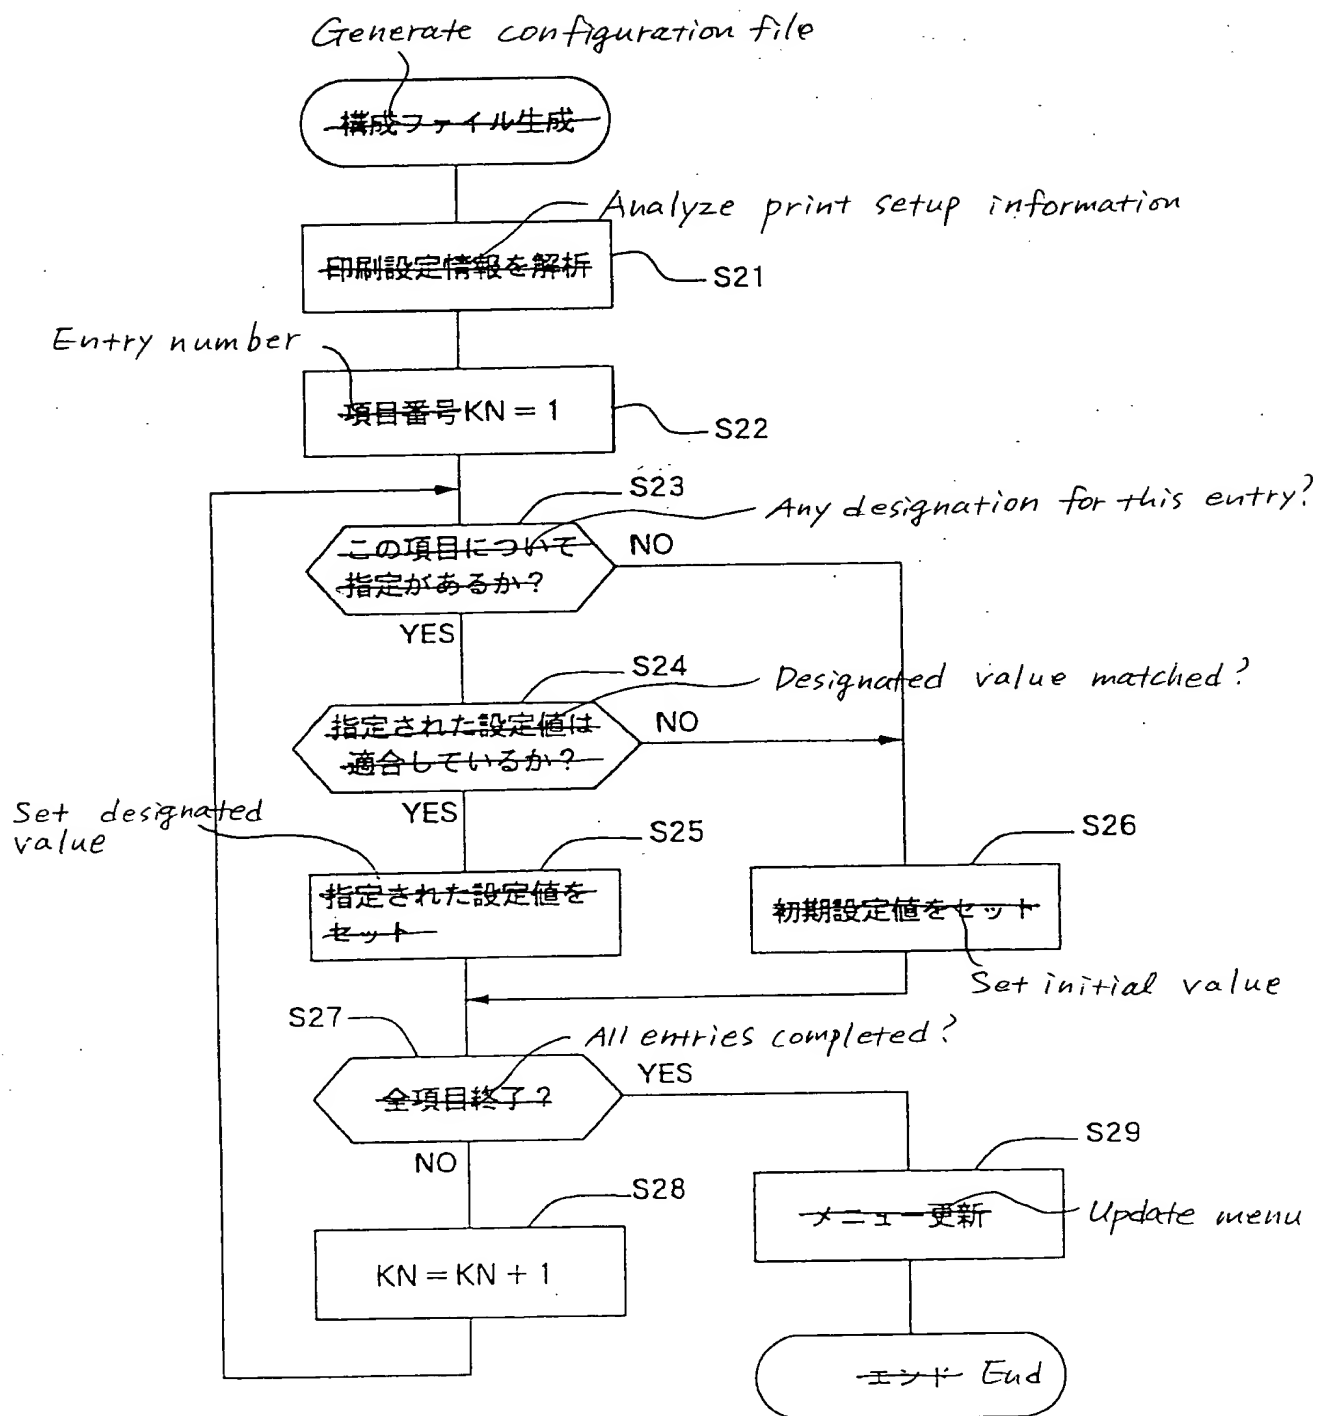 Generate configuration file
構成ファイル生成
Analyze print setup information
印刷設定情報を解析
S21
Entry number
項目番号KN = 1
S22
S23
Any designation for this entry?
この項目について
指定があるか?
NO
YES
S24
Designated value matched?
指定された設定値は
適合しているか?
NO
YES
Set designated
value
S25
指定された設定値を
セット
S26
初期設定値をセット
Set initial value
S27
All entries completed?
全項目終了?
YES
NO
S28
KN = KN + 1
S29
メニュー更新
Update menu
エンド End